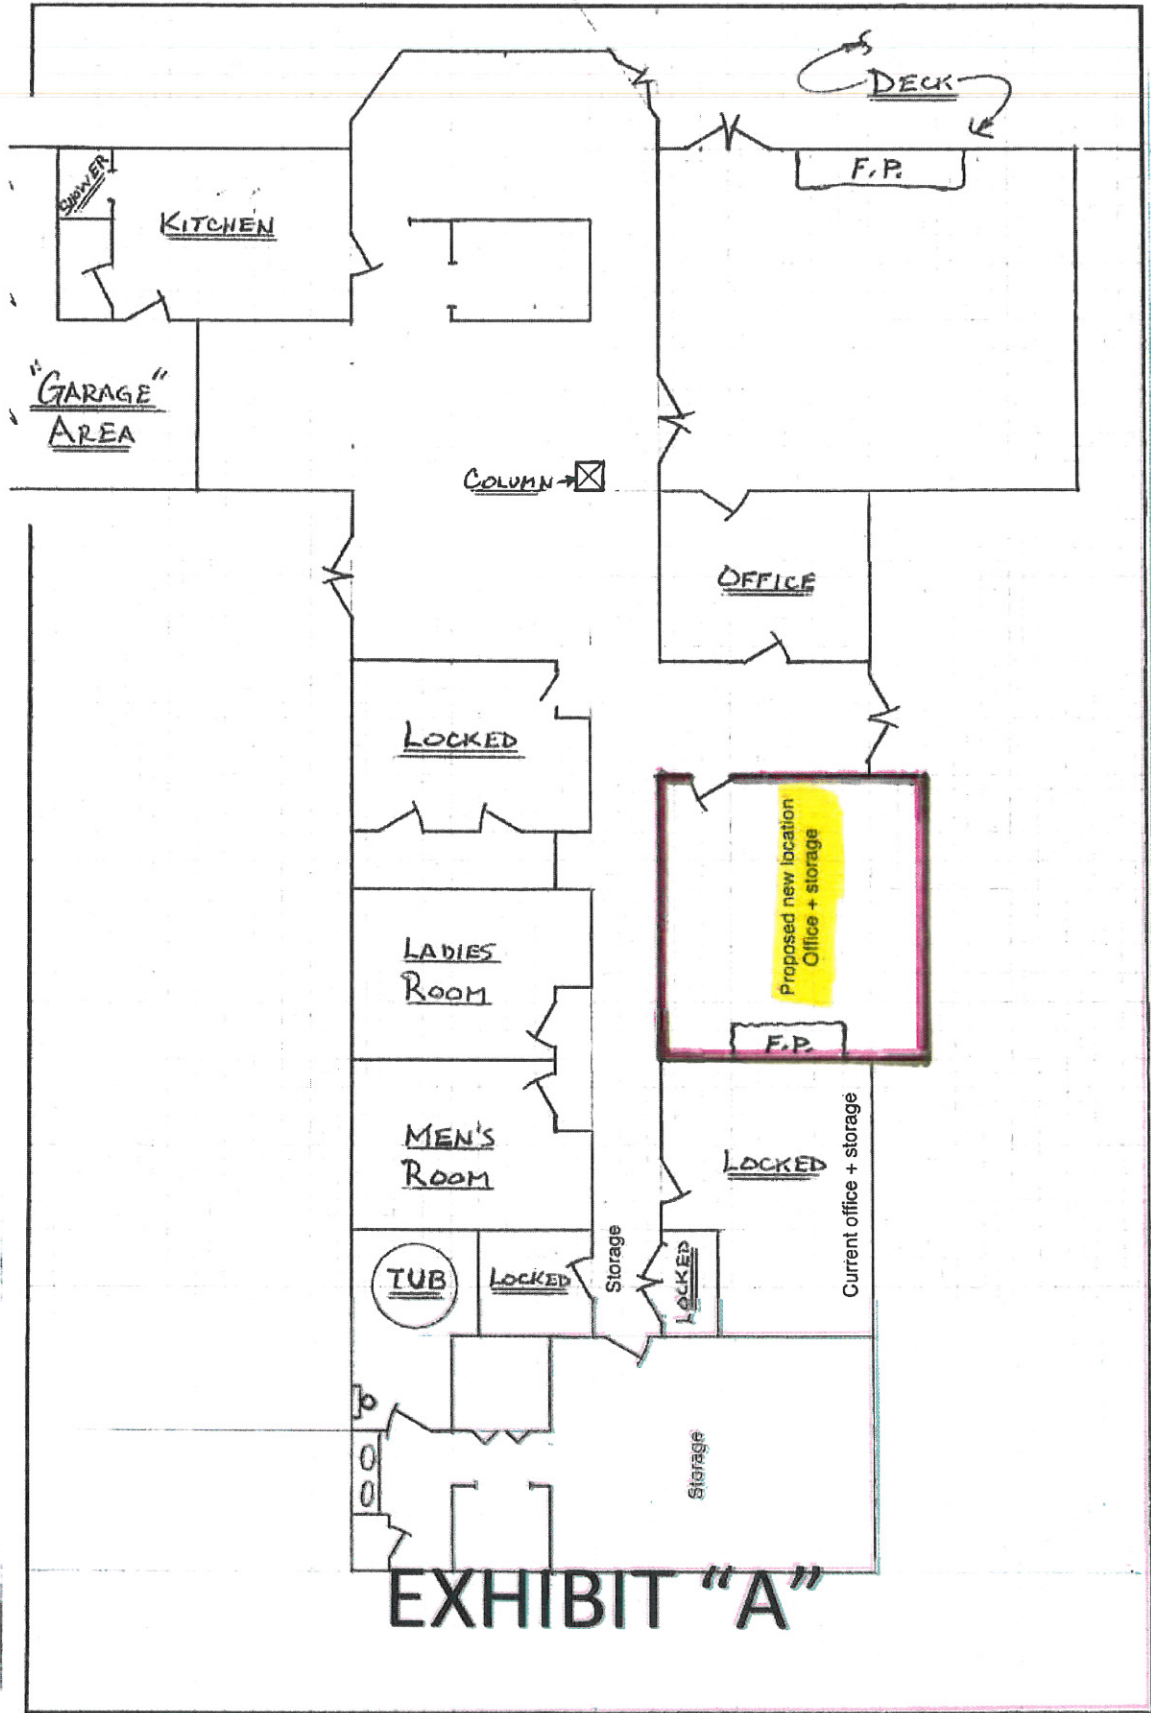 DECK
F.P.
SHOWER
KITCHEN
"GARAGE"
AREA
COLUMN
OFFICE
LOCKED
Proposed new location
Office + storage
LADIES
ROOM
F.P.
MEN'S
ROOM
LOCKED
Current office + storage
TUB
LOCKED
Storage
LOCKED
Storage
EXHIBIT "A"